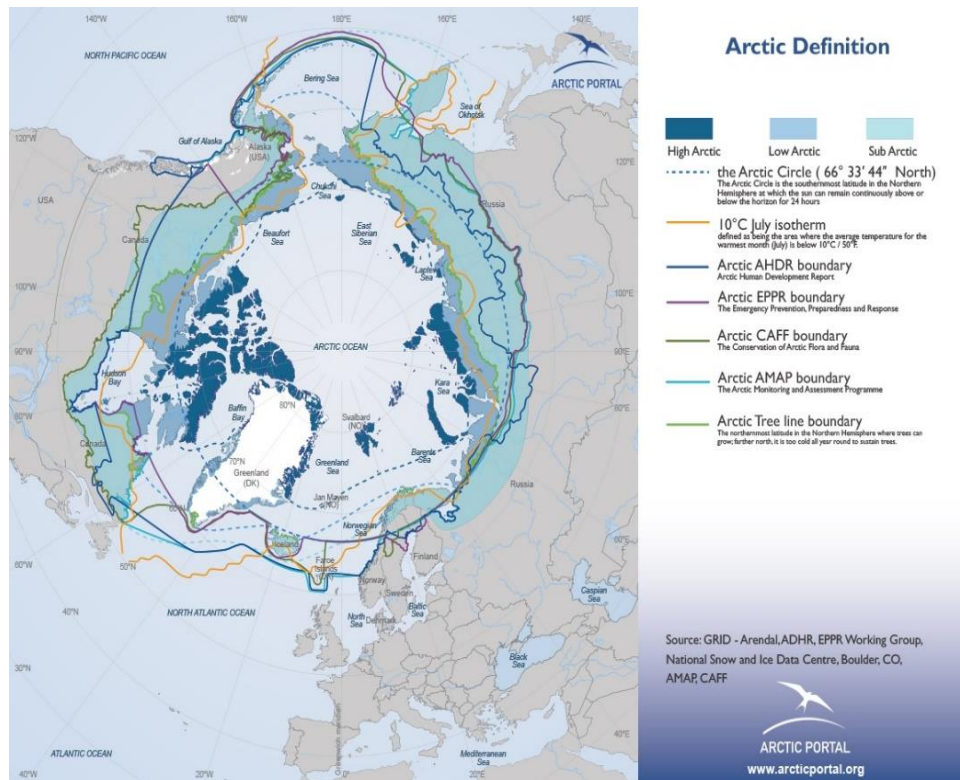 140°W
160°W
180°W
160°E
140°E
NORTH PACIFIC OCEAN
Bering Sea
ARCTIC PORTAL
Sea of
Okhotsk
Gulf of Alaska
120°W
Alaska
(USA)
120°E
Chukchi
Sea
USA
Russia
Canada
Beaufort
Sea
East
Siberian
Sea
Laptev
Sea
100°W
100°E
ARCTIC OCEAN
90°W
90°E
Hudson
Bay
Kara
Sea
80°N
Baffin
Bay
Svalbard
(NO)
80°W
80°E
Canada
Barents
Sea
70°N
Greenland
(DK)
Greenland
Sea
Russia
Jan Mayen
(NO)
60°N
Norwegian
Sea
Faroe
Islands
Finland
60°W
50°N
Norway
Sweden
60°E
Caspian
Sea
40°N
NORTH ATLANTIC OCEAN
North
Sea
Denmark
Baltic
Sea
Black
Sea
30°N
Greenwich meridian
ATLANTIC OCEAN
Mediterranean
Sea
40°W
20°W
0°
20°E
40°E
Arctic Definition
High Arctic
Low Arctic
Sub Arctic
the Arctic Circle ( 66° 33' 44" North)
The Arctic Circle is the southernmost latitude in the Northern
Hemisphere at which the sun can remain continuously above or
below the horizon for 24 hours
10°C July isotherm
defined as being the area where the average temperature for the
warmest month (July) is below 10°C / 50°F.
Arctic AHDR boundary
Arctic Human Development Report
Arctic EPPR boundary
The Emergency Prevention, Preparedness and Response
Arctic CAFF boundary
The Conservation of Arctic Flora and Fauna
Arctic AMAP boundary
The Arctic Monitoring and Assessment Programme
Arctic Tree line boundary
The northernmost latitude in the Northern Hemisphere where trees can
grow; farther north, it is too cold all year round to sustain trees.
Source: GRID - Arendal, ADHR, EPPR Working Group,
National Snow and Ice Data Centre, Boulder, CO,
AMAP, CAFF
ARCTIC PORTAL
www.arcticportal.org